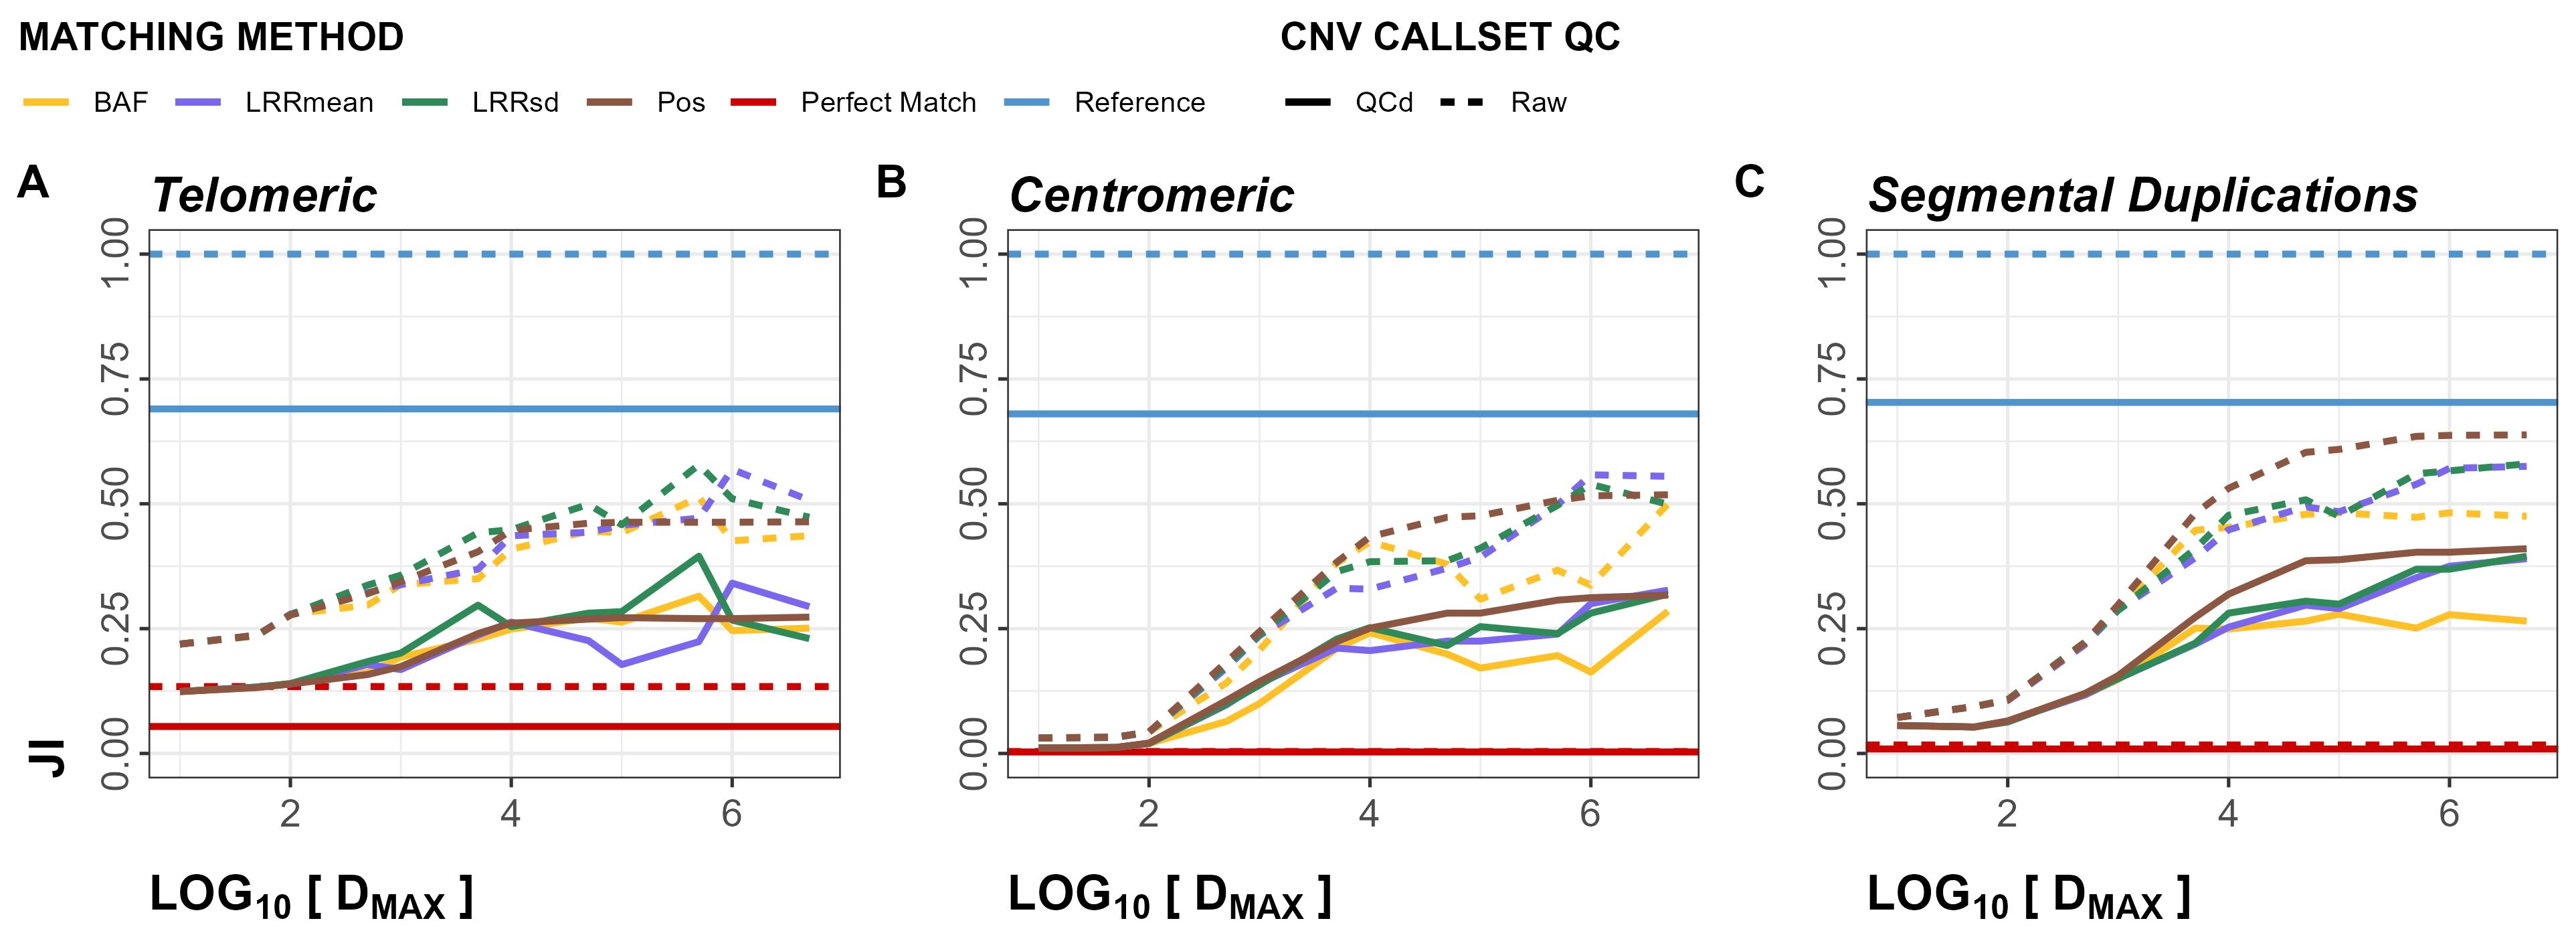 MATCHING METHOD
CNV CALLSET QC
BAF LRRmean LRRsd Pos Perfect Match Reference
QCd Raw
A Telomeric
B Centromeric
C Segmental Duplications
JI
1.00
0.75
0.50
0.25
0.00
2 4 6
LOG10 [ DMAX ]
1.00
0.75
0.50
0.25
0.00
2 4 6
LOG10 [ DMAX ]
1.00
0.75
0.50
0.25
0.00
2 4 6
LOG10 [ DMAX ]